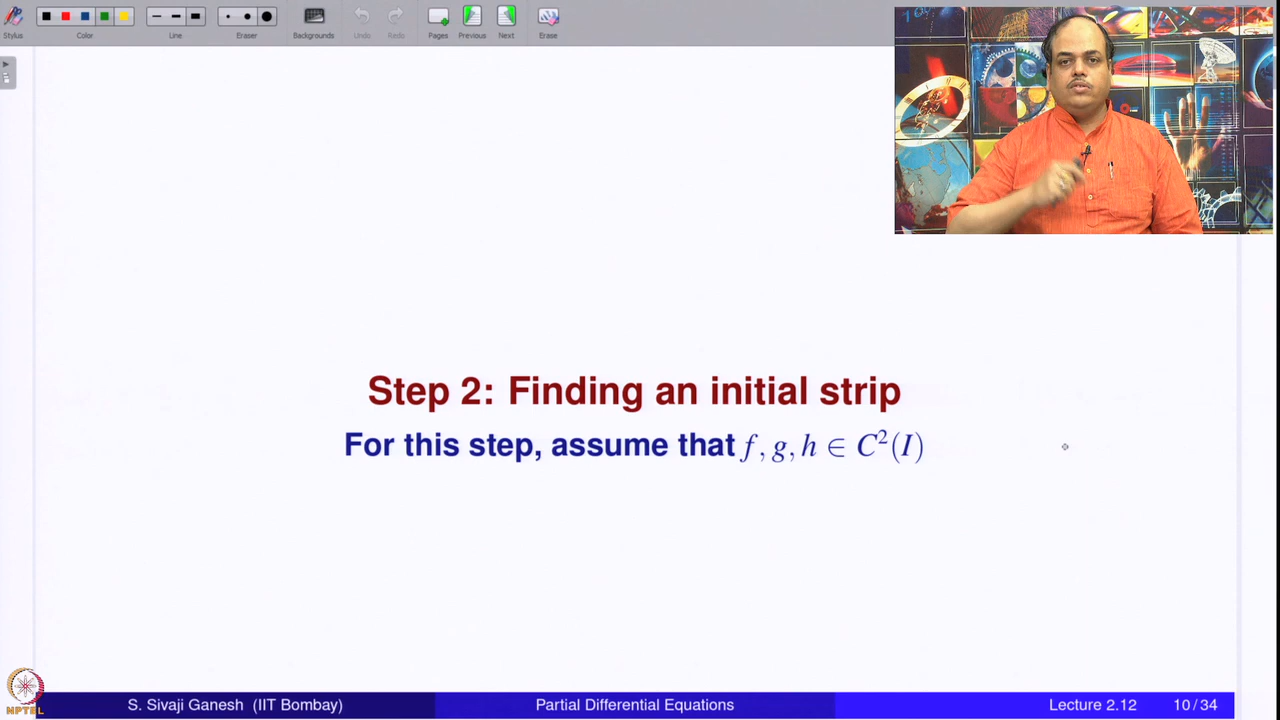 Stylus
Color
Line
Eraser
Backgrounds
Undo
Redo
Pages
Previous
Next
Erase
Step 2: Finding an initial strip
For this step, assume that f, g, h ∈ C²(I)
NPTEL
S. Sivaji Ganesh (IIT Bombay)
Partial Differential Equations
Lecture 2.12
10 / 34